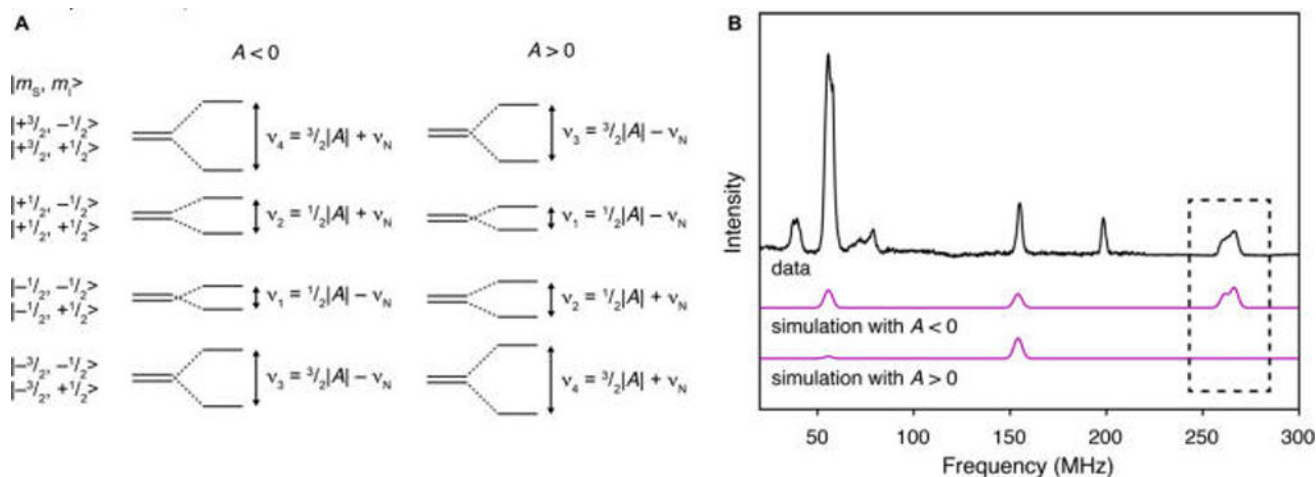 A
A < 0
A > 0
|mS, mI>
|+3/2, −1/2>
|+3/2, +1/2>
ν4 = 3/2|A| + νN
ν3 = 3/2|A| − νN
|+1/2, −1/2>
|+1/2, +1/2>
ν2 = 1/2|A| + νN
ν1 = 1/2|A| − νN
|−1/2, −1/2>
|−1/2, +1/2>
ν1 = 1/2|A| − νN
ν2 = 1/2|A| + νN
|−3/2, −1/2>
|−3/2, +1/2>
ν3 = 3/2|A| − νN
ν4 = 3/2|A| + νN
B
Intensity
data
simulation with A < 0
simulation with A > 0
50 100 150 200 250 300
Frequency (MHz)